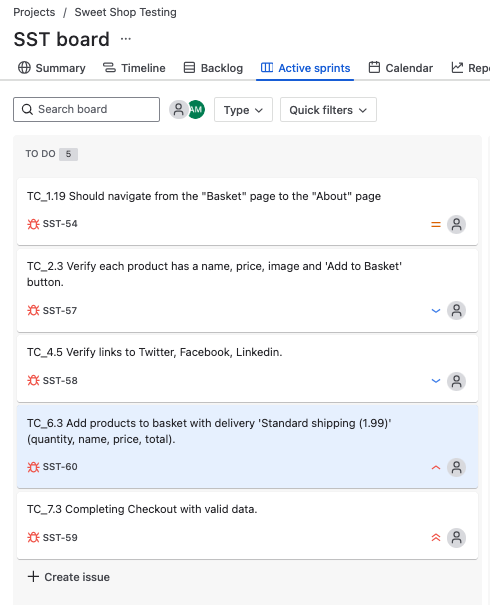 Projects / Sweet Shop Testing
SST board ...
Summary Timeline Backlog Active sprints Calendar Rep
Search board AM Type Quick filters
TO DO 5
TC_1.19 Should navigate from the "Basket" page to the "About" page
SST-54
TC_2.3 Verify each product has a name, price, image and 'Add to Basket'
button.
SST-57
TC_4.5 Verify links to Twitter, Facebook, Linkedin.
SST-58
TC_6.3 Add products to basket with delivery 'Standard shipping (1.99)'
(quantity, name, price, total).
SST-60
TC_7.3 Completing Checkout with valid data.
SST-59
+ Create issue